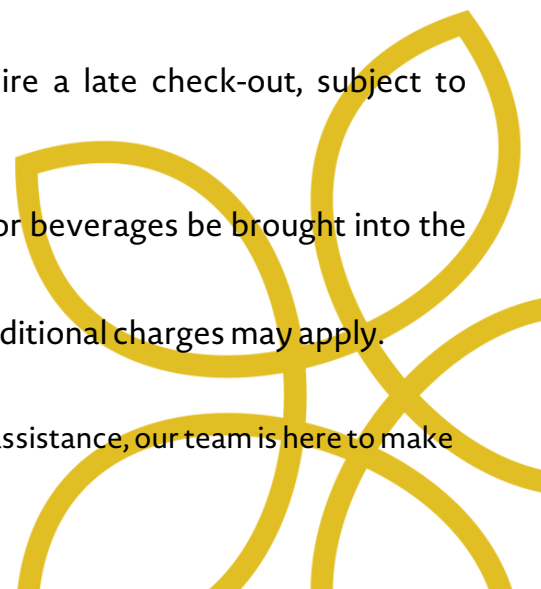 ire a late check-out, subject to
or beverages be brought into the
ditional charges may apply.
ssistance, our team is here to make